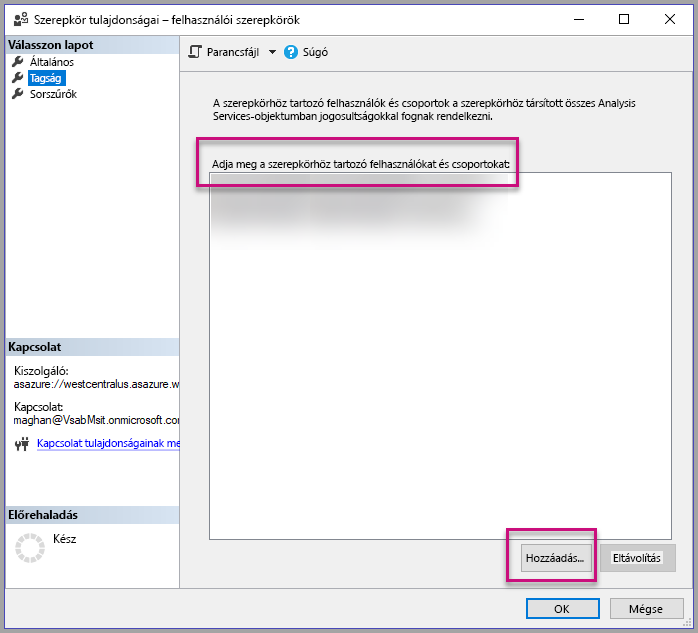 Szerepkör tulajdonságai – felhasználói szerepkörök
Válasszon lapot
Általános
Tagság
Sorszűrők
Parancsfájl
Súgó
A szerepkörhöz tartozó felhasználók és csoportok a szerepkörhöz társított összes Analysis
Services-objektumban jogosultságokkal fognak rendelkezni.
Adja meg a szerepkörhöz tartozó felhasználókat és csoportokat:
Kapcsolat
Kiszolgáló:
asazure://westcentralus.asazure.w
Kapcsolat:
maghan@VsabMsit.onmicrosoft.co
Kapcsolat tulajdonságainak me
Előrehaladás
Kész
Hozzáadás...
Eltávolítás
OK
Mégse